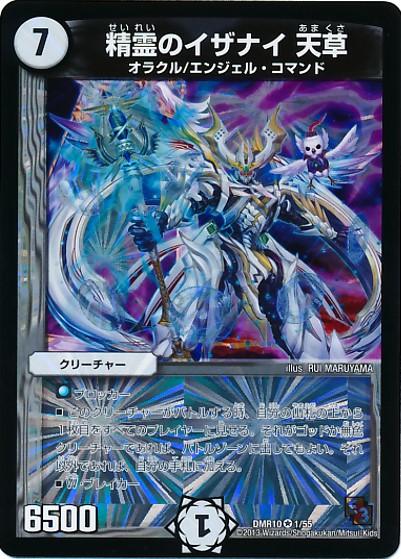 7
せいれい あまくさ
精霊のイザナイ 天草
オラクル/エンジェル・コマンド
illus. RUI MARUYAMA
クリーチャー
ブロッカー
このクリーチャーがバトルする時、自分の山札の上から
1枚目をすべてのプレイヤーに見せる。それがゴッドか無色
クリーチャーであれば、バトルゾーンに出してもよい。それ
以外であれば、自分の手札に加える。
W・ブレイカー
6500
1
DMR10 1/55
©2013 Wizards/Shogakukan/Mitsui-Kids